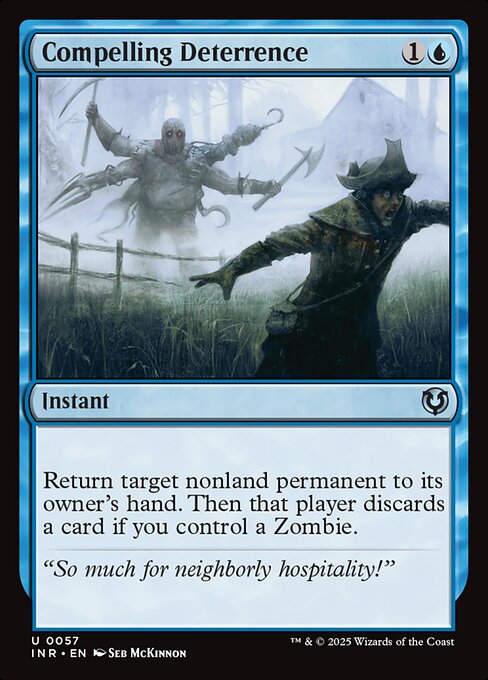 Compelling Deterrence 1
Instant
Return target nonland permanent to its
owner's hand. Then that player discards
a card if you control a Zombie.
“So much for neighborly hospitality!”
U 0057
INR • EN Seb McKinnon
™ & © 2025 Wizards of the Coast